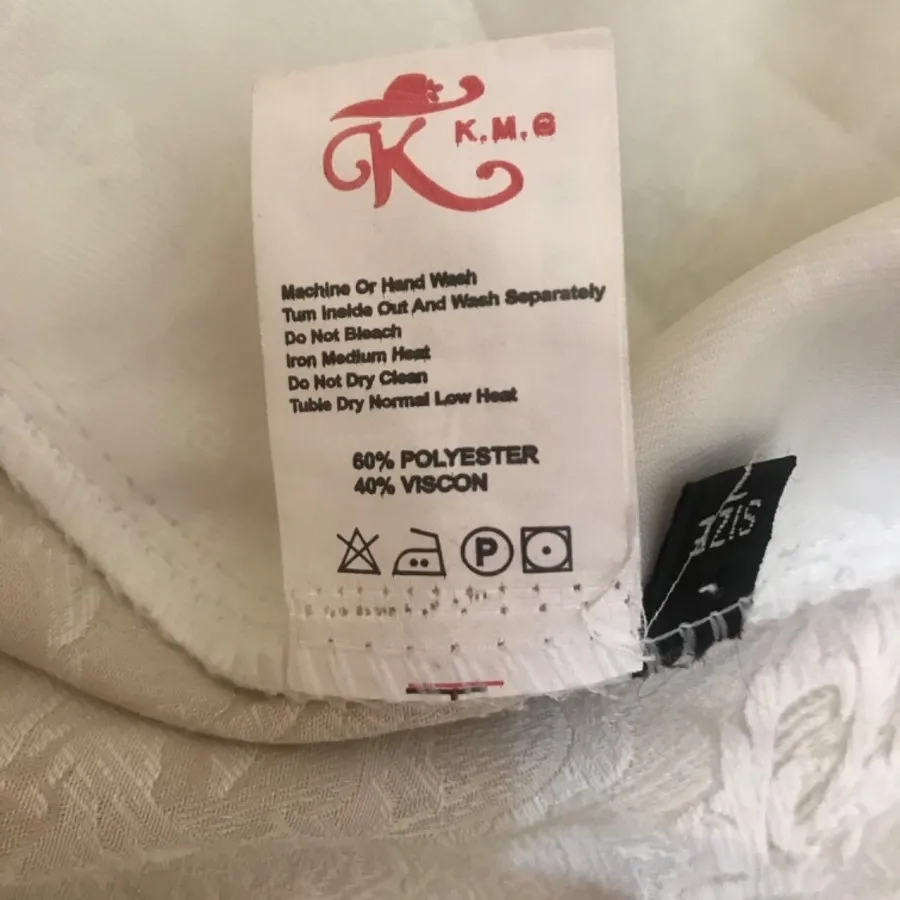 K
K.M.e
Machine Or Hand Wash
Turn Inside Out And Wash Separately
Do Not Bleach
Iron Medium Heat
Do Not Dry Clean
Tuble Dry Normal Low Heat
60% POLYESTER
40% VISCON
P
SIZE